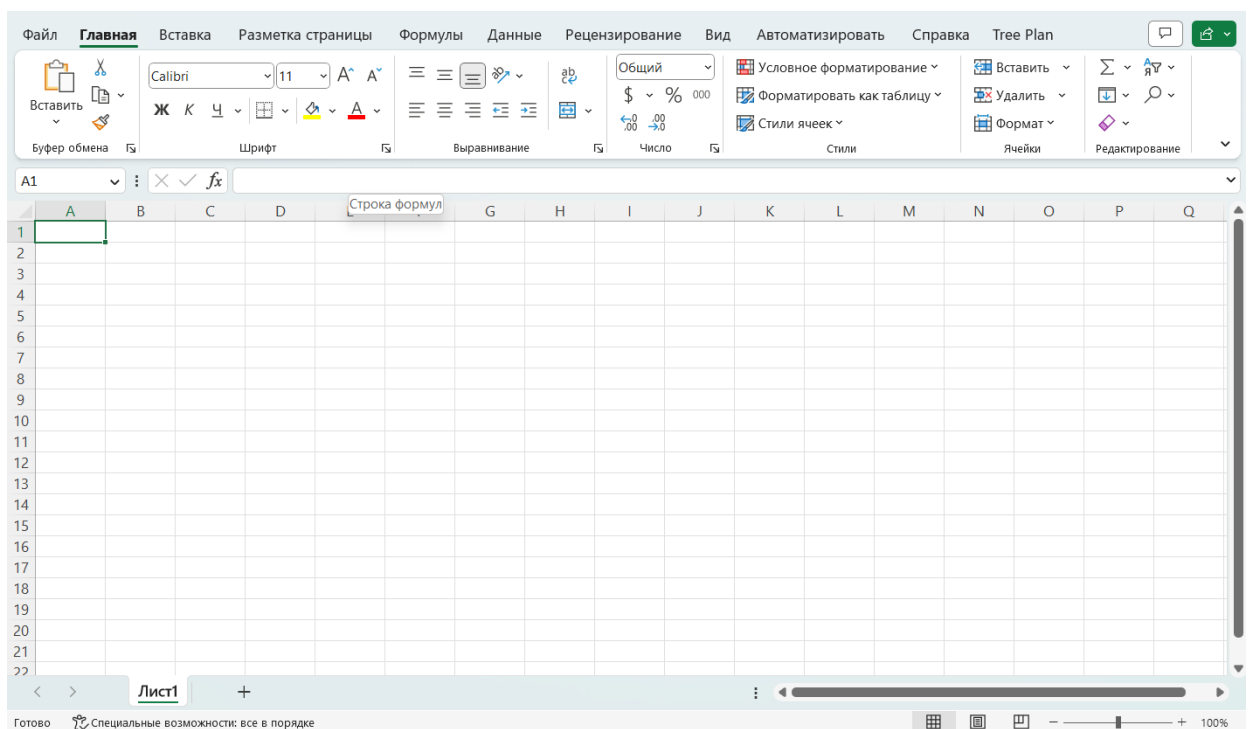 Файл Главная Вставка Разметка страницы Формулы Данные Рецензирование Вид Автоматизировать Справка Tree Plan
Вставить
Буфер обмена
Calibri 11 A A
Ж К Ч A
Шрифт
ab
Выравнивание
Общий
$ % 000
Число
Условное форматирование
Форматировать как таблицу
Стили ячеек
Стили
Вставить
Удалить
Формат
Ячейки
Редактирование
A1 fx
Строка формул
A B C D G H I J K L M N O P Q
1
2
3
4
5
6
7
8
9
10
11
12
13
14
15
16
17
18
19
20
21
22
Лист1
Готово Специальные возможности: все в порядке 100%